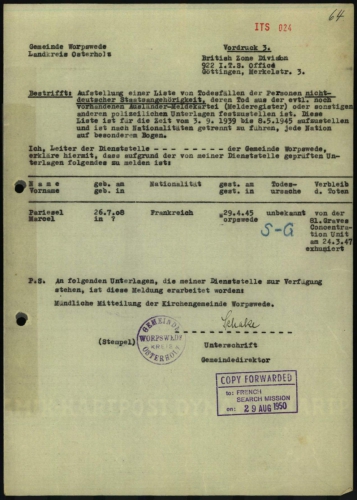 64
ITS 024
Gemeinde Worpswede
Landkreis Osterholz
Vordruck 3.
British Zone Division
922 I.T.S. Office
Göttingen, Merkelstr. 3.
Bestrifft: Aufstellung einer Liste von Todesfällen der Personen nicht-
deutscher Staatsangehörigkeit, deren Tod aus der evtl. noch
vorhandenen Ausländer-Meldekartei (Melderegister) oder sonstigen
anderen polizeilichen Unterlagen festzustellen ist. Diese
Liste ist für die Zeit vom 3. 9. 1939 bis 8.5.1945 aufzustellen
und ist nach Nationalitäten getrennt zu führen, jede Nation
auf besonderem Bogen.
Ich, Leiter der Dienststelle - - - - - - - - - der Gemeinde Worpswede,
erkläre hiermit, dass aufgrund der von meiner Dienststelle geprüften Un-
terlagen folgendes zu melden ist:
N a m e geb. am Nationalität gest. am Todes- Verbleib
Vorname geb. in gest. in ursache d. Toten
Pariesel 26.7.08 Frankreich 29.4.45 unbekannt von der
Marcel in ? orpswede 81.Graves
S-G
Concentra-
tion Unit
am 24.3.47
exhugiert
P.S. An folgenden Unterlagen, die meiner Dienststelle zur Verfügung
stehen, ist diese Meldung erarbeitet worden:
Mündliche Mitteilung der Kirchengemeinde Worpswede.
(Stempel)
GEMEINDE
WORPSWEDE
KREIS
OSTERHOLZ
Unterschrift
Gemeindedirektor
COPY FORWARDED
to: FRENCH
SEARCH MISSION
on: 29 AUG 1950